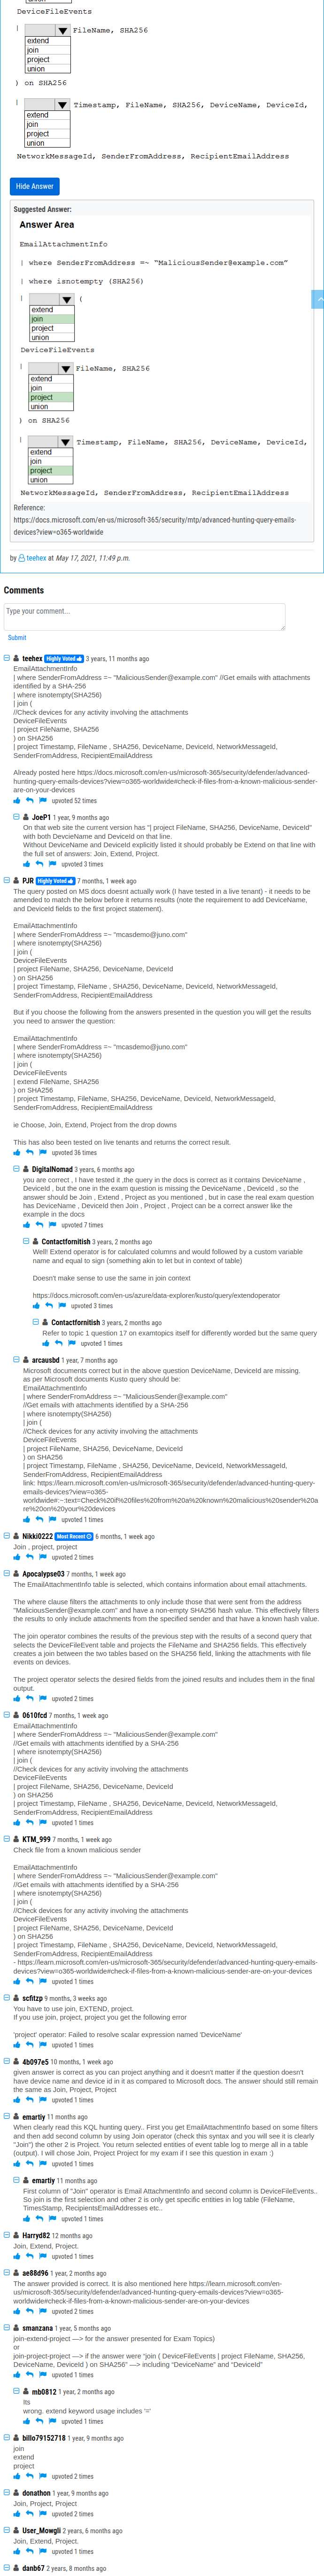 union
DeviceFileEvents
| FileName, SHA256
extend
join
project
union
) on SHA256
| Timestamp, FileName, SHA256, DeviceName, DeviceId,
extend
join
project
union
NetworkMessageId, SenderFromAddress, RecipientEmailAddress
Hide Answer
Suggested Answer:
Answer Area
EmailAttachmentInfo
| where SenderFromAddress =~ "MaliciousSender@example.com"
| where isnotempty (SHA256)
| (
extend
join
project
union
DeviceFileEvents
| FileName, SHA256
extend
join
project
union
) on SHA256
| Timestamp, FileName, SHA256, DeviceName, DeviceId,
extend
join
project
union
NetworkMessageId, SenderFromAddress, RecipientEmailAddress
Reference:
https://docs.microsoft.com/en-us/microsoft-365/security/mtp/advanced-hunting-query-emails-
devices?view=o365-worldwide
by teehex at May 17, 2021, 11:49 p.m.
Comments
Type your comment...
Submit
teehex Highly Voted 3 years, 11 months ago
EmailAttachmentInfo
| where SenderFromAddress =~ "MaliciousSender@example.com" //Get emails with attachments
identified by a SHA-256
| where isnotempty(SHA256)
| join (
//Check devices for any activity involving the attachments
DeviceFileEvents
| project FileName, SHA256
) on SHA256
| project Timestamp, FileName , SHA256, DeviceName, DeviceId, NetworkMessageId,
SenderFromAddress, RecipientEmailAddress
Already posted here https://docs.microsoft.com/en-us/microsoft-365/security/defender/advanced-
hunting-query-emails-devices?view=o365-worldwide#check-if-files-from-a-known-malicious-sender-
are-on-your-devices
upvoted 52 times
JoeP1 1 year, 9 months ago
On that web site the current version has "| project FileName, SHA256, DeviceName, DeviceId"
with both DevcieName and DeviceId on that line.
Without DeviceName and DeviceId explicitly listed it should probably be Extend on that line with
the full set of answers: Join, Extend, Project.
upvoted 3 times
PJR Highly Voted 7 months, 1 week ago
The query posted on MS docs doesnt actually work (I have tested in a live tenant) - it needs to be
amended to match the below before it returns results (note the requirement to add DeviceName,
and DeviceId fields to the first project statement).
EmailAttachmentInfo
| where SenderFromAddress =~ "mcasdemo@juno.com"
| where isnotempty(SHA256)
| join (
DeviceFileEvents
| project FileName, SHA256, DeviceName, DeviceId
) on SHA256
| project Timestamp, FileName , SHA256, DeviceName, DeviceId, NetworkMessageId,
SenderFromAddress, RecipientEmailAddress
But if you choose the following from the answers presented in the question you will get the results
you need to answer the question:
EmailAttachmentInfo
| where SenderFromAddress =~ "mcasdemo@juno.com"
| where isnotempty(SHA256)
| join (
DeviceFileEvents
| extend FileName, SHA256
) on SHA256
| project Timestamp, FileName, SHA256, DeviceName, DeviceId, NetworkMessageId,
SenderFromAddress, RecipientEmailAddress
ie Choose, Join, Extend, Project from the drop downs
This has also been tested on live tenants and returns the correct result.
upvoted 36 times
DigitalNomad 3 years, 6 months ago
you are correct , I have tested it ,the query in the docs is correct as it contains DeviceName ,
DevicelId , but the one in the exam question is missing the DeviceName , DeviceId , so the
answer should be Join , Extend , Project as you mentioned , but in case the real exam question
has DeviceName , DeviceId then Join , Project , Project can be a correct answer like the
example in the docs
upvoted 7 times
Contactfornitish 3 years, 2 months ago
Well! Extend operator is for calculated columns and would followed by a custom variable
name and equal to sign (something akin to let but in context of table)
Doesn't make sense to use the same in join context
https://docs.microsoft.com/en-us/azure/data-explorer/kusto/query/extendoperator
upvoted 3 times
Contactfornitish 3 years, 2 months ago
Refer to topic 1 question 17 on examtopics itself for differently worded but the same query
upvoted 1 times
arcausbd 1 year, 7 months ago
Microsoft documents correct but in the above question DeviceName, DeviceId are missing.
as per Microsoft documents Kusto query should be:
EmailAttachmentInfo
| where SenderFromAddress =~ "MaliciousSender@example.com"
//Get emails with attachments identified by a SHA-256
| where isnotempty(SHA256)
| join (
//Check devices for any activity involving the attachments
DeviceFileEvents
| project FileName, SHA256, DeviceName, DeviceId
) on SHA256
| project Timestamp, FileName , SHA256, DeviceName, DeviceId, NetworkMessageId,
SenderFromAddress, RecipientEmailAddress
link: https://learn.microsoft.com/en-us/microsoft-365/security/defender/advanced-hunting-query-
emails-devices?view=o365-
worldwide#:~:text=Check%20if%20files%20from%20a%20known%20malicious%20sender%20a
re%20on%20your%20devices
upvoted 1 times
Nikki0222 Most Recent 6 months, 1 week ago
Join , project, project
upvoted 2 times
Apocalypse03 7 months, 1 week ago
The EmailAttachmentInfo table is selected, which contains information about email attachments.
The where clause filters the attachments to only include those that were sent from the address
"MaliciousSender@example.com" and have a non-empty SHA256 hash value. This effectively filters
the results to only include attachments from the specified sender and that have a known hash value.
The join operator combines the results of the previous step with the results of a second query that
selects the DeviceFileEvent table and projects the FileName and SHA256 fields. This effectively
creates a join between the two tables based on the SHA256 field, linking the attachments with file
events on devices.
The project operator selects the desired fields from the joined results and includes them in the final
output.
upvoted 2 times
0610fcd 7 months, 1 week ago
EmailAttachmentInfo
| where SenderFromAddress =~ "MaliciousSender@example.com"
//Get emails with attachments identified by a SHA-256
| where isnotempty(SHA256)
| join (
//Check devices for any activity involving the attachments
DeviceFileEvents
| project FileName, SHA256, DeviceName, DeviceId
) on SHA256
| project Timestamp, FileName , SHA256, DeviceName, DeviceId, NetworkMessageId,
SenderFromAddress, RecipientEmailAddress
upvoted 1 times
KTM_999 7 months, 1 week ago
Check file from a known malicious sender
EmailAttachmentInfo
| where SenderFromAddress =~ "MaliciousSender@example.com"
//Get emails with attachments identified by a SHA-256
| where isnotempty(SHA256)
| join (
//Check devices for any activity involving the attachments
DeviceFileEvents
| project FileName, SHA256, DeviceName, DeviceId
) on SHA256
| project Timestamp, FileName , SHA256, DeviceName, DeviceId, NetworkMessageId,
SenderFromAddress, RecipientEmailAddress
- https://learn.microsoft.com/en-us/microsoft-365/security/defender/advanced-hunting-query-emails-
devices?view=o365-worldwide#check-if-files-from-a-known-malicious-sender-are-on-your-devices
upvoted 1 times
scfitzp 9 months, 3 weeks ago
You have to use join, EXTEND, project.
If you use join, project, project you get the following error
'project' operator: Failed to resolve scalar expression named 'DeviceName'
upvoted 1 times
4b097e5 10 months, 1 week ago
given answer is correct as you can project anything and it doesn't matter if the question doesn't
have device name and device id in it as compared to Microsoft docs. The answer should still remain
the same as Join, Project, Project
upvoted 1 times
emartiy 11 months ago
When clearly read this KQL hunting query.. First you get EmailAttachmentInfo based on some filters
and then add second column by using Join operator (check this syntax and you will see it is clearly
"Join") the other 2 is Project. You return selected entities of event table log to merge all in a table
(output). I will chose Join, Project Project for my exam if I see this question in exam :)
upvoted 1 times
emartiy 11 months ago
First column of "Join" operator is Email AttachmentInfo and second column is DeviceFileEvents..
So join is the first selection and other 2 is only get specific entities in log table (FileName,
TimesStamp, RecipientsEmailAddresses etc..
upvoted 1 times
Harryd82 12 months ago
Join, Extend, Project.
upvoted 1 times
ae88d96 1 year, 2 months ago
The answer provided is correct. It is also mentioned here https://learn.microsoft.com/en-
us/microsoft-365/security/defender/advanced-hunting-query-emails-devices?view=o365-
worldwide#check-if-files-from-a-known-malicious-sender-are-on-your-devices
upvoted 2 times
smanzana 1 year, 5 months ago
join-extend-project —> for the answer presented for Exam Topics)
or
join-project-project —> if the answer were "join ( DeviceFileEvents | project FileName, SHA256,
DeviceName, DeviceId ) on SHA256" —> including "DeviceName" and "DeviceId"
upvoted 1 times
mb0812 1 year, 2 months ago
Its
wrong. extend keyword usage includes '='
upvoted 1 times
billo79152718 1 year, 9 months ago
join
extend
project
upvoted 2 times
donathon 1 year, 9 months ago
Join, Project, Project
upvoted 2 times
User_Mowgli 2 years, 6 months ago
Join, Extend, Project.
upvoted 1 times
danb67 2 years, 8 months ago